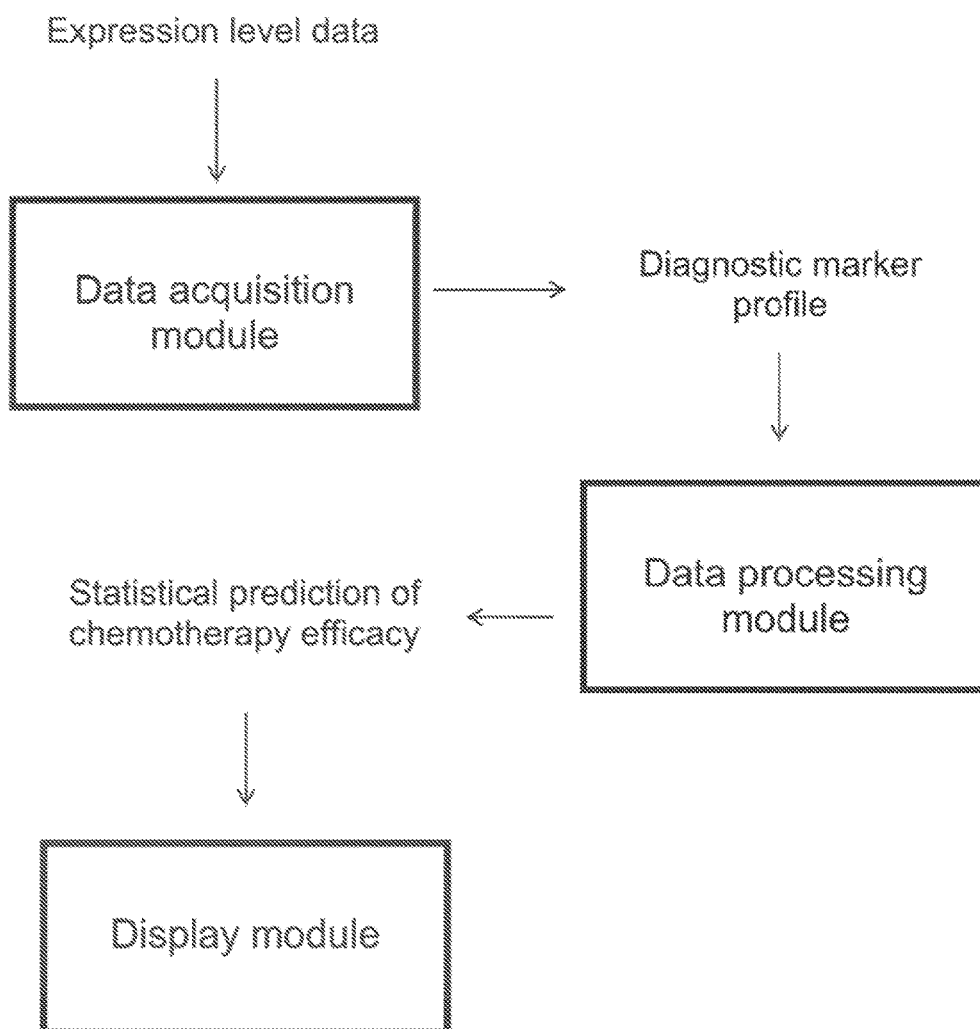 Expression level data
Data acquisition
module
Diagnostic marker
profile
Data processing
module
Statistical prediction of
chemotherapy efficacy
Display module